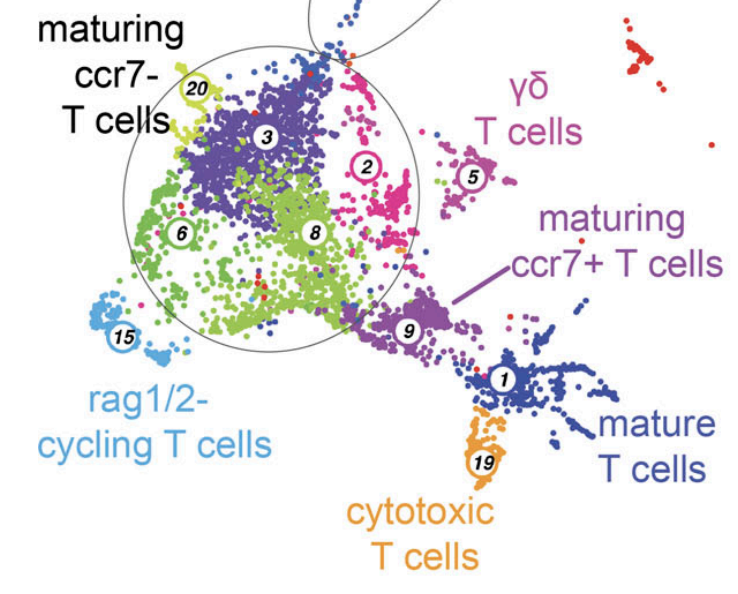 maturing
ccr7-
T cells
20
3
γδ
T cells
2
5
6
8
maturing
ccr7+ T cells
15
9
rag1/2-
cycling T cells
1
mature
T cells
19
cytotoxic
T cells